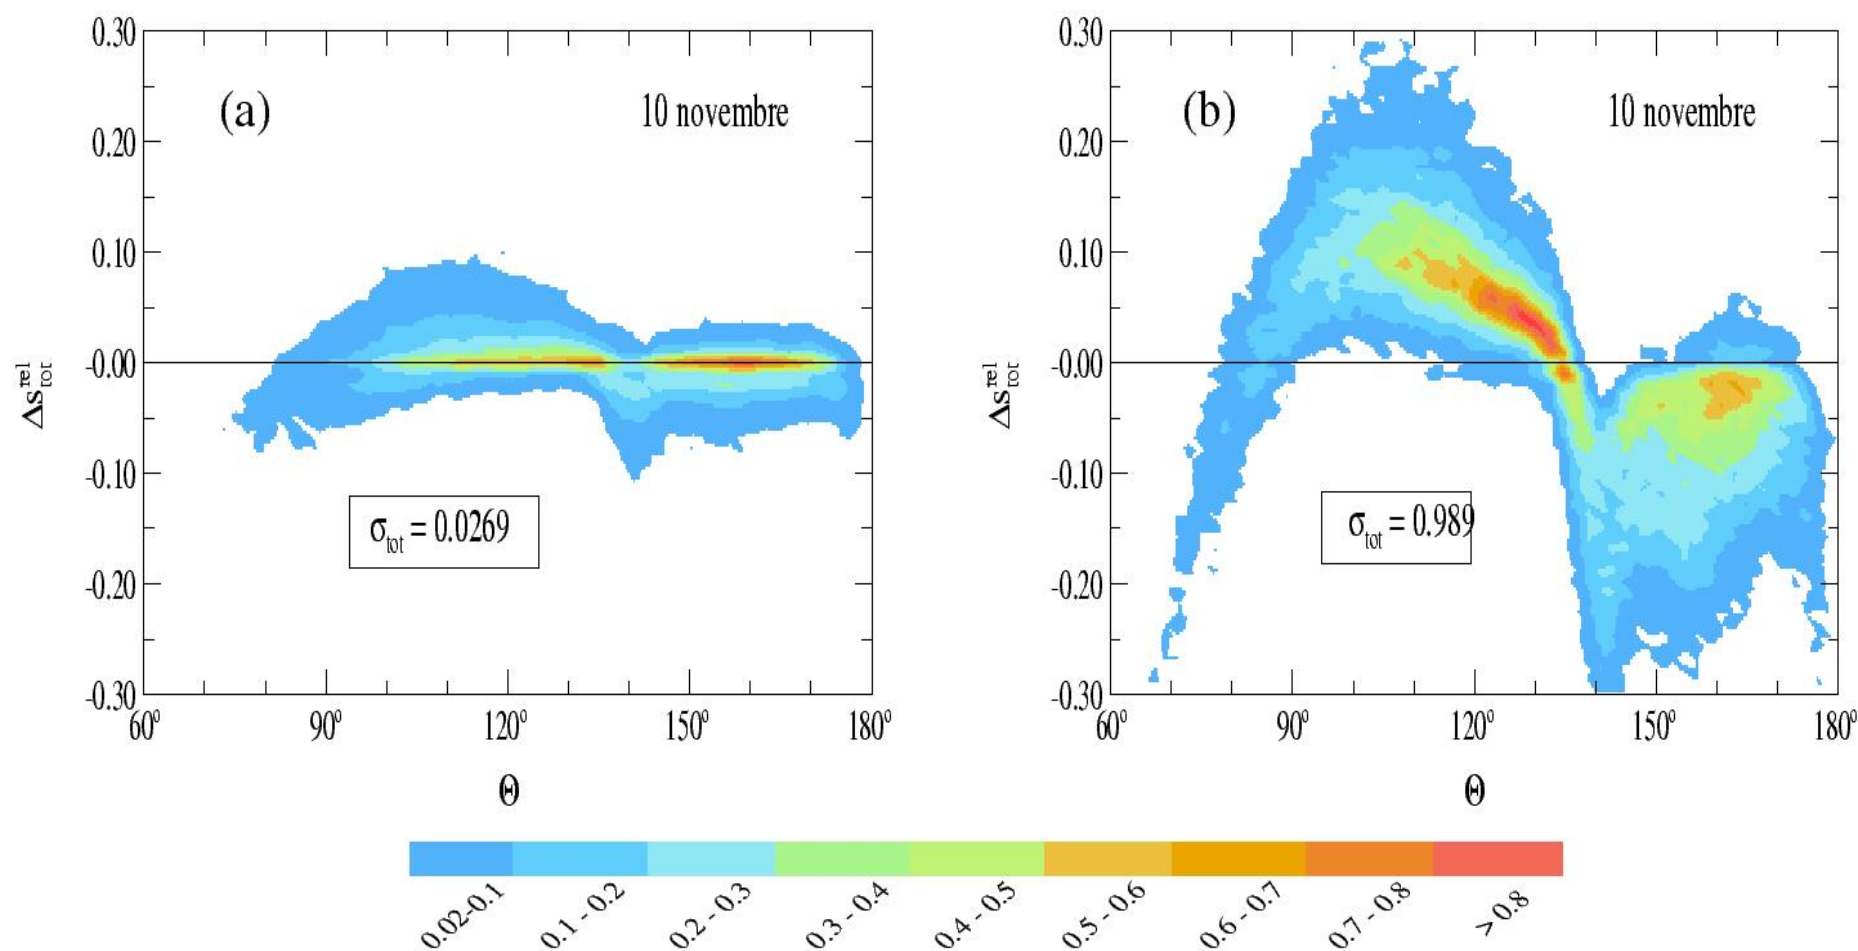 (a)
10 novembre
0.30
0.20
0.10
-0.00
-0.10
-0.20
-0.30
Δs^rel_tot
σ_tot = 0.0269
60° 90° 120° 150° 180°
Θ
(b)
10 novembre
0.30
0.20
0.10
-0.00
-0.10
-0.20
-0.30
Δs^rel_tot
σ_tot = 0.989
60° 90° 120° 150° 180°
Θ
0.02-0.1 0.1 - 0.2 0.2 - 0.3 0.3 - 0.4 0.4 - 0.5 0.5 - 0.6 0.6 - 0.7 0.7 - 0.8 > 0.8